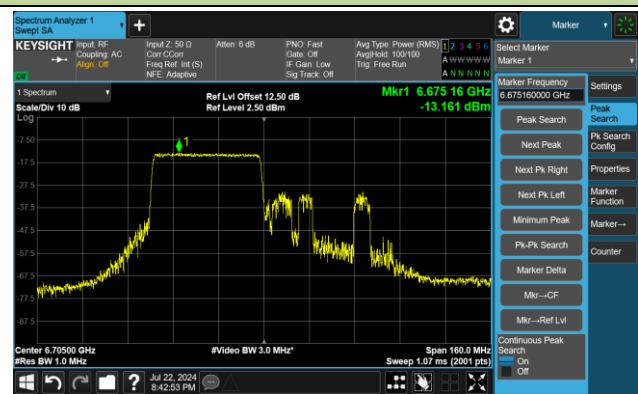 Spectrum Analyzer 1
Swept SA
+
Marker
KEYSIGHT
Input: RF
Coupling: AC
Align: Off
Input Z: 50 Ω
Corr CCorr
Freq Ref: Int (S)
NFE: Adaptive
Atten: 6 dB
PNO: Fast
Gate: Off
IF Gain: Low
Sig Track: Off
Avg Type: Power (RMS)
Avg|Hold: 100/100
Trig: Free Run
1 2 3 4 5 6
A W W W W W
A N N N N N
Select Marker
Marker 1
1 Spectrum
Scale/Div 10 dB
Log
Ref Lvl Offset 12.50 dB
Ref Level 2.50 dBm
Mkr1 6.675 16 GHz
-13.161 dBm
1
-7.50
-17.5
-27.5
-37.5
-47.5
-57.5
-67.5
-77.5
-87.5
Center 6.70500 GHz
#Res BW 1.0 MHz
#Video BW 3.0 MHz*
Span 160.0 MHz
Sweep 1.07 ms (2001 pts)
Marker Frequency
6.675160000 GHz
Peak Search
Next Peak
Next Pk Right
Next Pk Left
Minimum Peak
Pk-Pk Search
Marker Delta
Mkr→CF
Mkr→Ref Lvl
Continuous Peak
Search
On
Off
Settings
Peak
Search
Pk Search
Config
Properties
Marker
Function
Marker→
Counter
?
Jul 22, 2024
8:42:53 PM